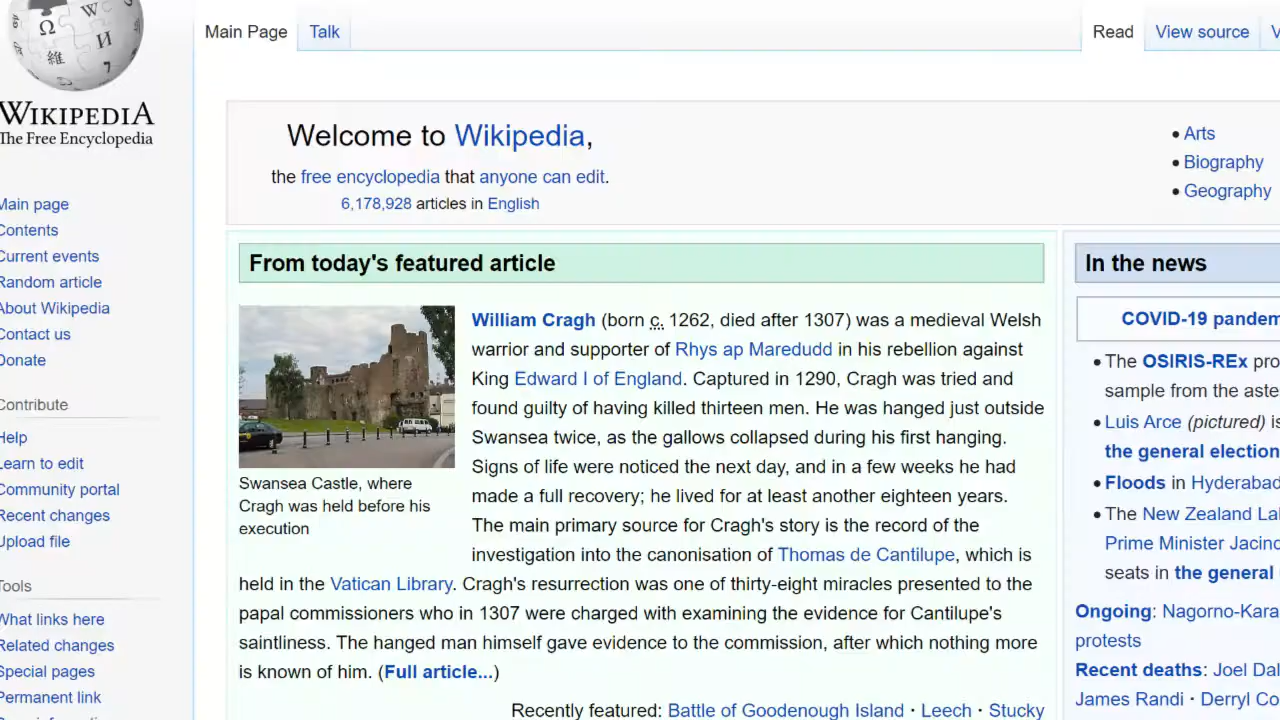 Ω W И 維 7
WIKIPEDIA
The Free Encyclopedia
Main page
Contents
Current events
Random article
About Wikipedia
Contact us
Donate
Contribute
Help
Learn to edit
Community portal
Recent changes
Upload file
Tools
What links here
Related changes
Special pages
Permanent link
Main Page Talk
Read View source V
Welcome to Wikipedia,
the free encyclopedia that anyone can edit.
6,178,928 articles in English
• Arts
• Biography
• Geography
From today's featured article
Swansea Castle, where
Cragh was held before his
execution
William Cragh (born c. 1262, died after 1307) was a medieval Welsh
warrior and supporter of Rhys ap Maredudd in his rebellion against
King Edward I of England. Captured in 1290, Cragh was tried and
found guilty of having killed thirteen men. He was hanged just outside
Swansea twice, as the gallows collapsed during his first hanging.
Signs of life were noticed the next day, and in a few weeks he had
made a full recovery; he lived for at least another eighteen years.
The main primary source for Cragh's story is the record of the
investigation into the canonisation of Thomas de Cantilupe, which is
held in the Vatican Library. Cragh's resurrection was one of thirty-eight miracles presented to the
papal commissioners who in 1307 were charged with examining the evidence for Cantilupe's
saintliness. The hanged man himself gave evidence to the commission, after which nothing more
is known of him. (Full article...)
Recently featured: Battle of Goodenough Island · Leech · Stucky
In the news
COVID-19 pandem
• The OSIRIS-REx pro
sample from the aste
• Luis Arce (pictured) is
the general election
• Floods in Hyderabad
• The New Zealand La
Prime Minister Jacin
seats in the general
Ongoing: Nagorno-Kara
protests
Recent deaths: Joel Dal
James Randi · Derryl Co